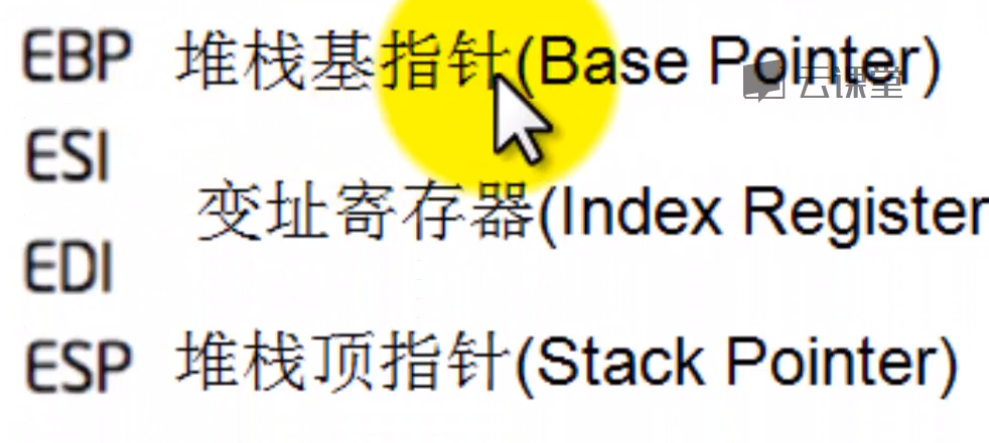 EBP 堆栈基指针(Base Pointer)
云课堂
ESI
变址寄存器(Index Register
EDI
ESP 堆栈顶指针(Stack Pointer)